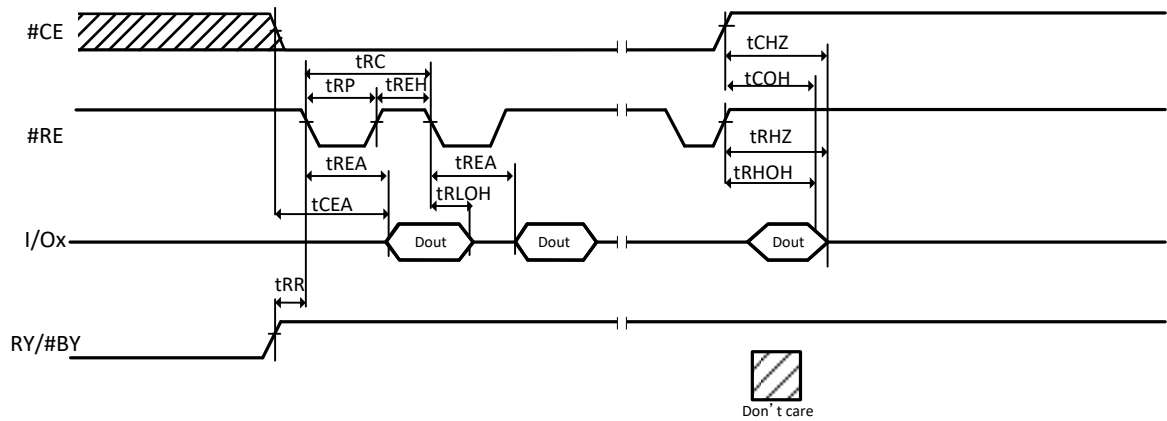 #CE
tCHZ
tRC
tCOH
tRP
tREH
#RE
tRHZ
tREA
tREA
tRHOH
tRLOH
tCEA
I/Ox
Dout
Dout
Dout
tRR
RY/#BY
Don't care